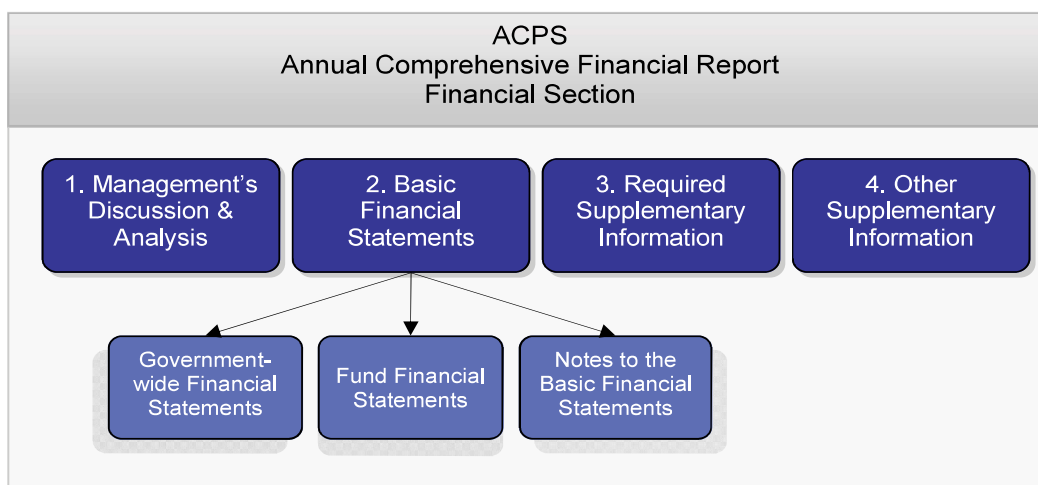 ACPS
Annual Comprehensive Financial Report
Financial Section
1. Management's
Discussion &
Analysis
2. Basic
Financial
Statements
3. Required
Supplementary
Information
4. Other
Supplementary
Information
Government-
wide Financial
Statements
Fund Financial
Statements
Notes to the
Basic Financial
Statements